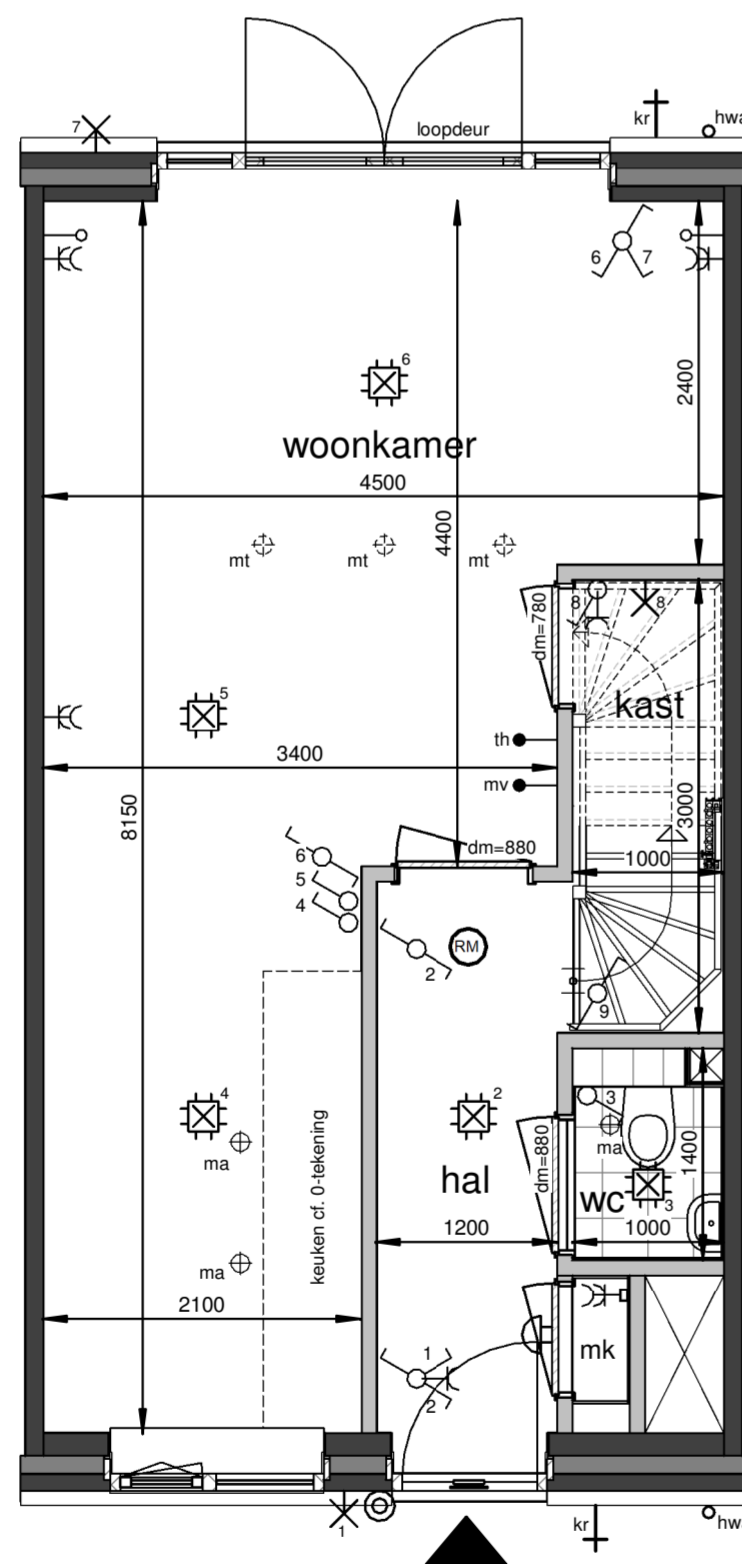 loopdeur
kr
hwa
7
6
7
6
woonkamer
2400
4500
4400
mt
mt
mt
dm=780
8
8
kast
5
th
3400
mv
8150
3000
dm=880
1000
6
5
4
2
RM
9
4
ma
keuken cf. 0-tekening
2
hal
dm=880
3
ma
wc
3
1400
1200
1000
ma
2100
1
2
mk
1
kr
hw